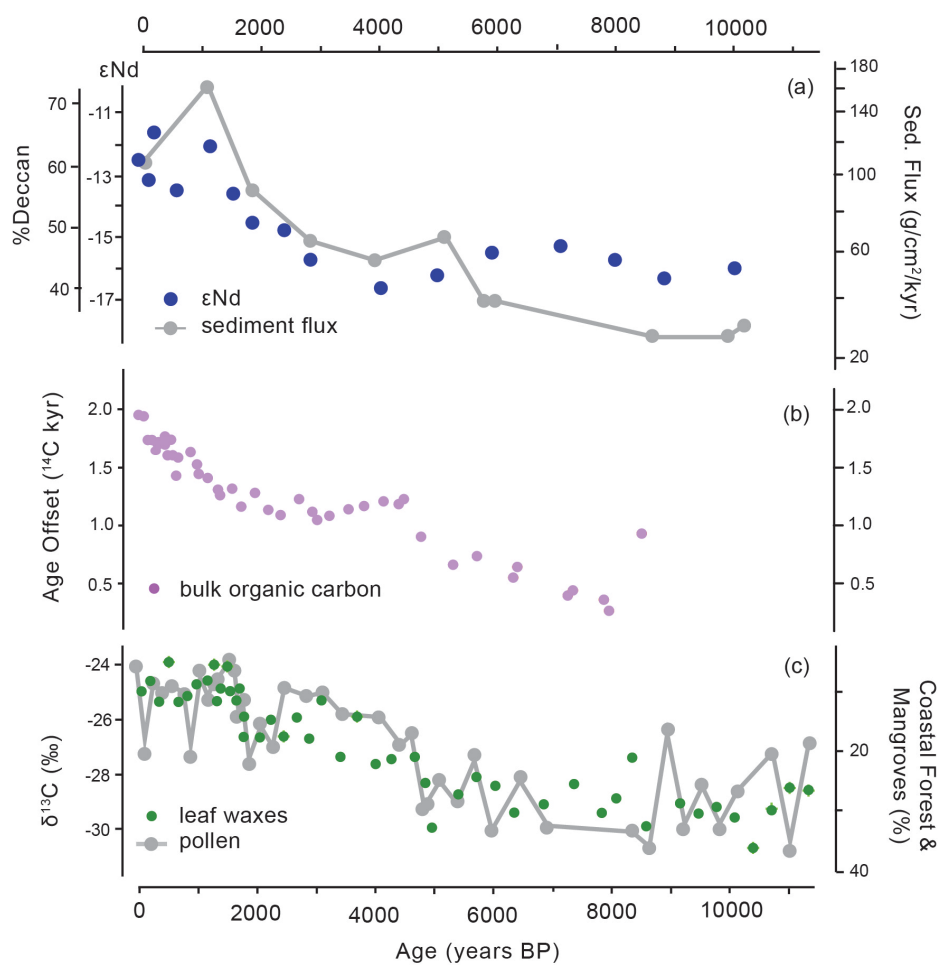 0 2000 4000 6000 8000 10000
εNd
(a)
180
70
-11
140
%Deccan
60
-13
100
Sed. Flux (g/cm²/kyr)
50
-15
60
40
-17
εNd
sediment flux
20
(b)
2.0
2.0
Age Offset (¹⁴C kyr)
1.5
1.5
1.0
1.0
0.5
bulk organic carbon
0.5
(c)
-24
δ¹³C (‰)
-26
20
Coastal Forest &
Mangroves (%)
-28
leaf waxes
-30
pollen
40
0 2000 4000 6000 8000 10000
Age (years BP)